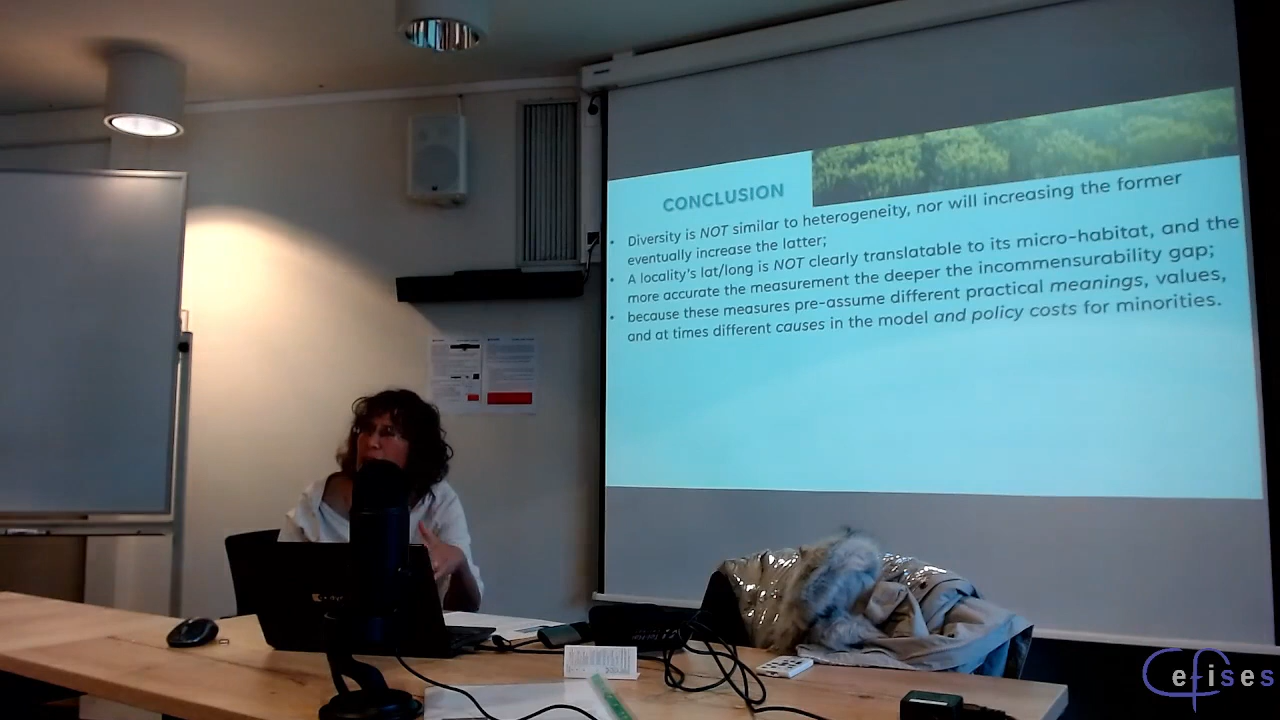 CONCLUSION
• Diversity is NOT similar to heterogeneity, nor will increasing the former
eventually increase the latter;
• A locality's lat/long is NOT clearly translatable to its micro-habitat, and the
more accurate the measurement the deeper the incommensurability gap;
• because these measures pre-assume different practical meanings, values,
and at times different causes in the model and policy costs for minorities.
Cefises